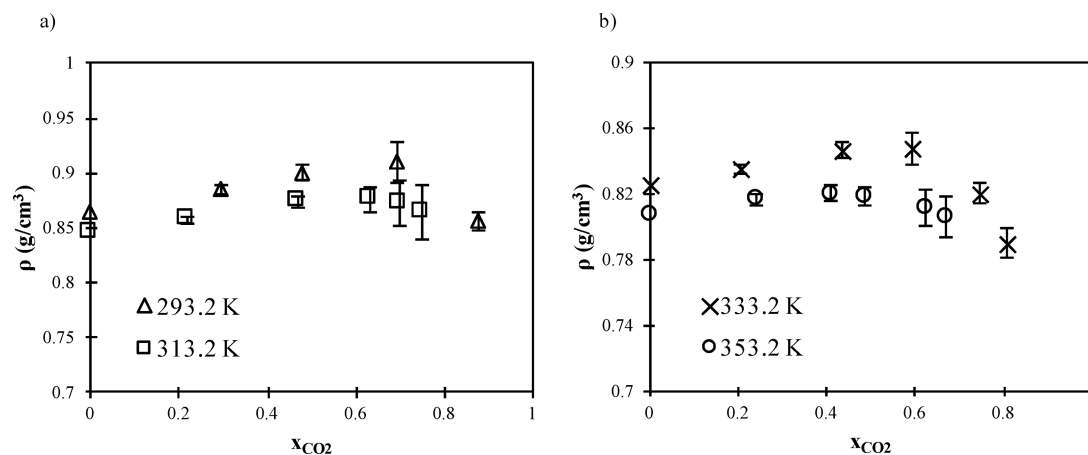 a)
1
0.95
0.9
0.85
0.8
0.75
0.7
ρ (g/cm³)
293.2 K
313.2 K
0 0.2 0.4 0.6 0.8 1
xCO2
b)
0.9
0.86
0.82
0.78
0.74
0.7
ρ (g/cm³)
333.2 K
353.2 K
0 0.2 0.4 0.6 0.8
xCO2